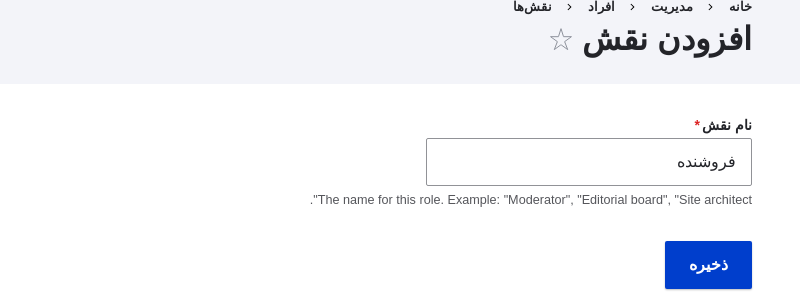 خانه › مدیریت › افراد › نقش‌ها
افزودن نقش ☆
نام نقش *
فروشنده
The name for this role. Example: "Moderator", "Editorial board", "Site architect".
ذخیره